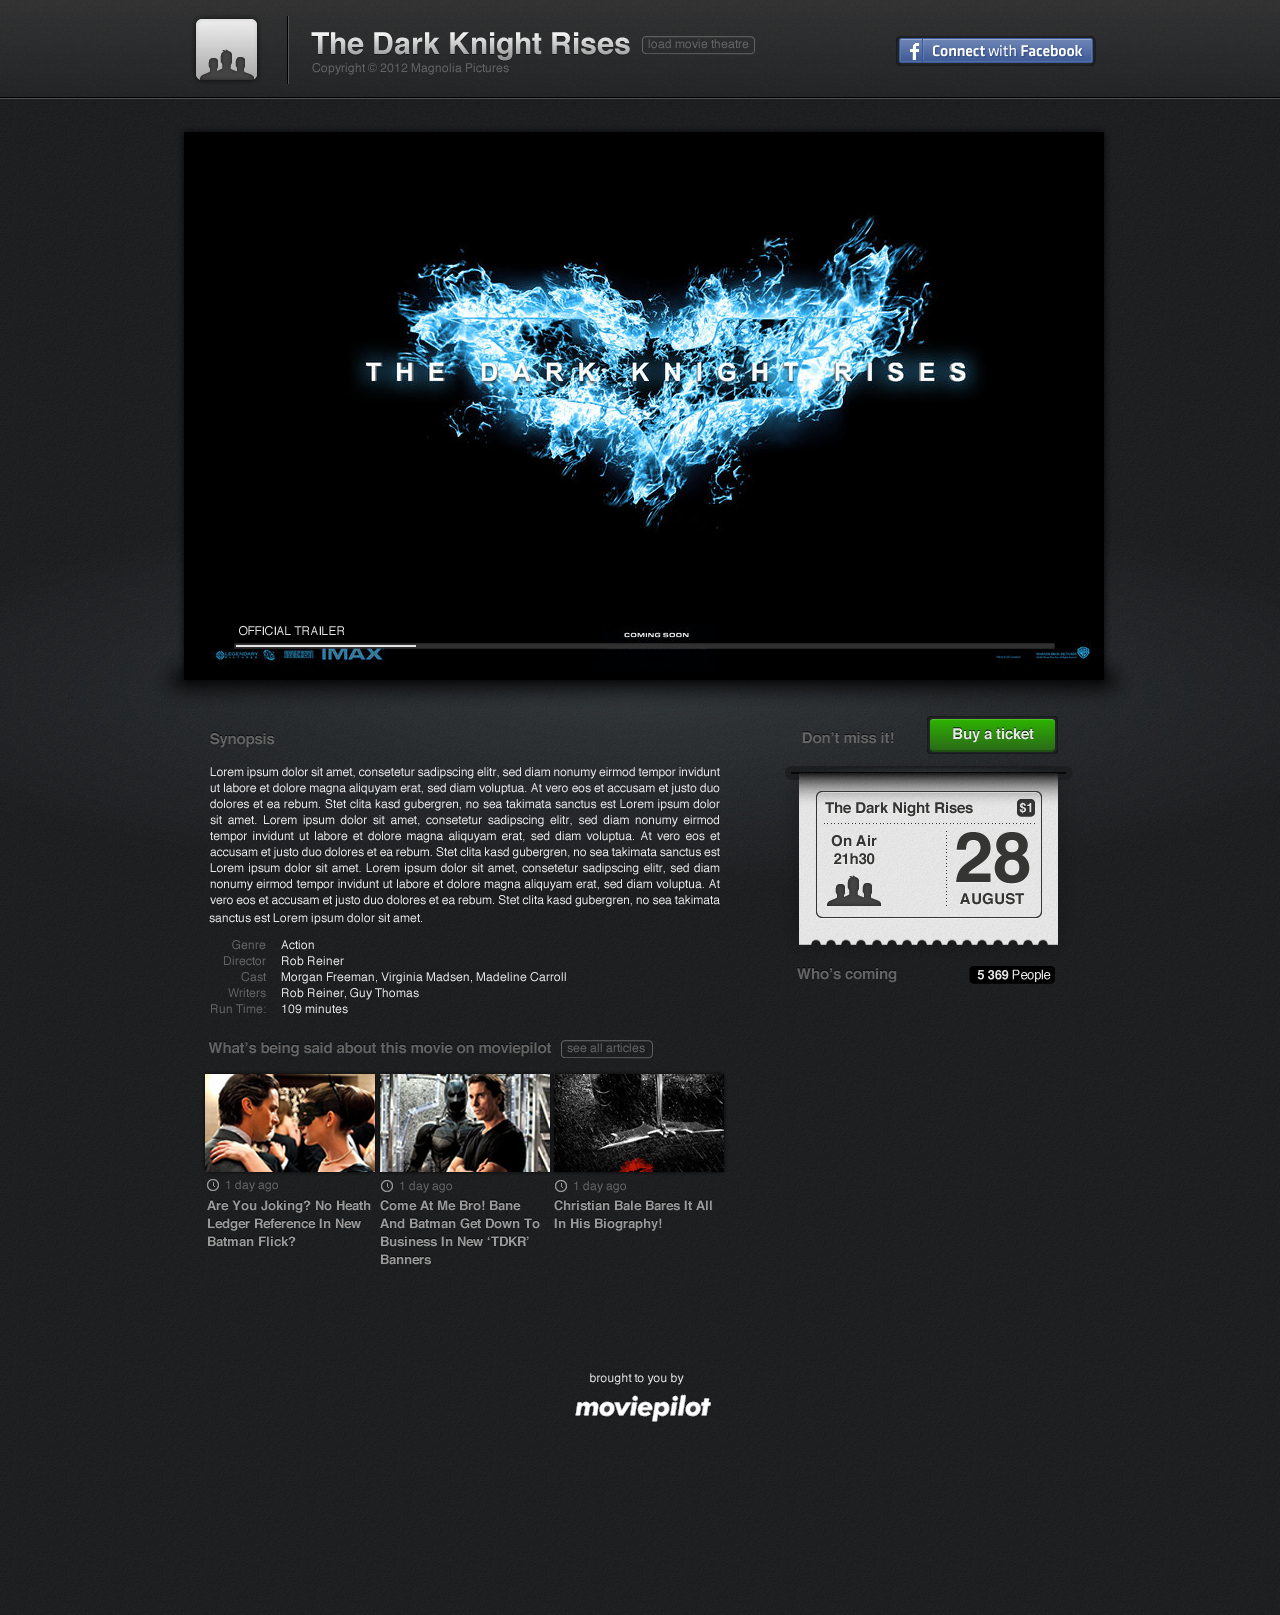 The Dark Knight Rises
load movie theatre
Copyright © 2012 Magnolia Pictures
f Connect with Facebook
THE DARK KNIGHT RISES
OFFICIAL TRAILER
COMING SOON
LEGENDARY
IMAX
Synopsis
Lorem ipsum dolor sit amet, consetetur sadipscing elitr, sed diam nonumy eirmod tempor invidunt
ut labore et dolore magna aliquyam erat, sed diam voluptua. At vero eos et accusam et justo duo
dolores et ea rebum. Stet clita kasd gubergren, no sea takimata sanctus est Lorem ipsum dolor
sit amet. Lorem ipsum dolor sit amet, consetetur sadipscing elitr, sed diam nonumy eirmod
tempor invidunt ut labore et dolore magna aliquyam erat, sed diam voluptua. At vero eos et
accusam et justo duo dolores et ea rebum. Stet clita kasd gubergren, no sea takimata sanctus est
Lorem ipsum dolor sit amet. Lorem ipsum dolor sit amet, consetetur sadipscing elitr, sed diam
nonumy eirmod tempor invidunt ut labore et dolore magna aliquyam erat, sed diam voluptua. At
vero eos et accusam et justo duo dolores et ea rebum. Stet clita kasd gubergren, no sea takimata
sanctus est Lorem ipsum dolor sit amet.
Genre Action
Director Rob Reiner
Cast Morgan Freeman, Virginia Madsen, Madeline Carroll
Writers Rob Reiner, Guy Thomas
Run Time: 109 minutes
Don't miss it!
Buy a ticket
The Dark Night Rises
$1
On Air
21h30
28
AUGUST
Who's coming
5 369 People
What's being said about this movie on moviepilot
see all articles
1 day ago
Are You Joking? No Heath
Ledger Reference In New
Batman Flick?
1 day ago
Come At Me Bro! Bane
And Batman Get Down To
Business In New ‘TDKR’
Banners
1 day ago
Christian Bale Bares It All
In His Biography!
brought to you by
moviepilot